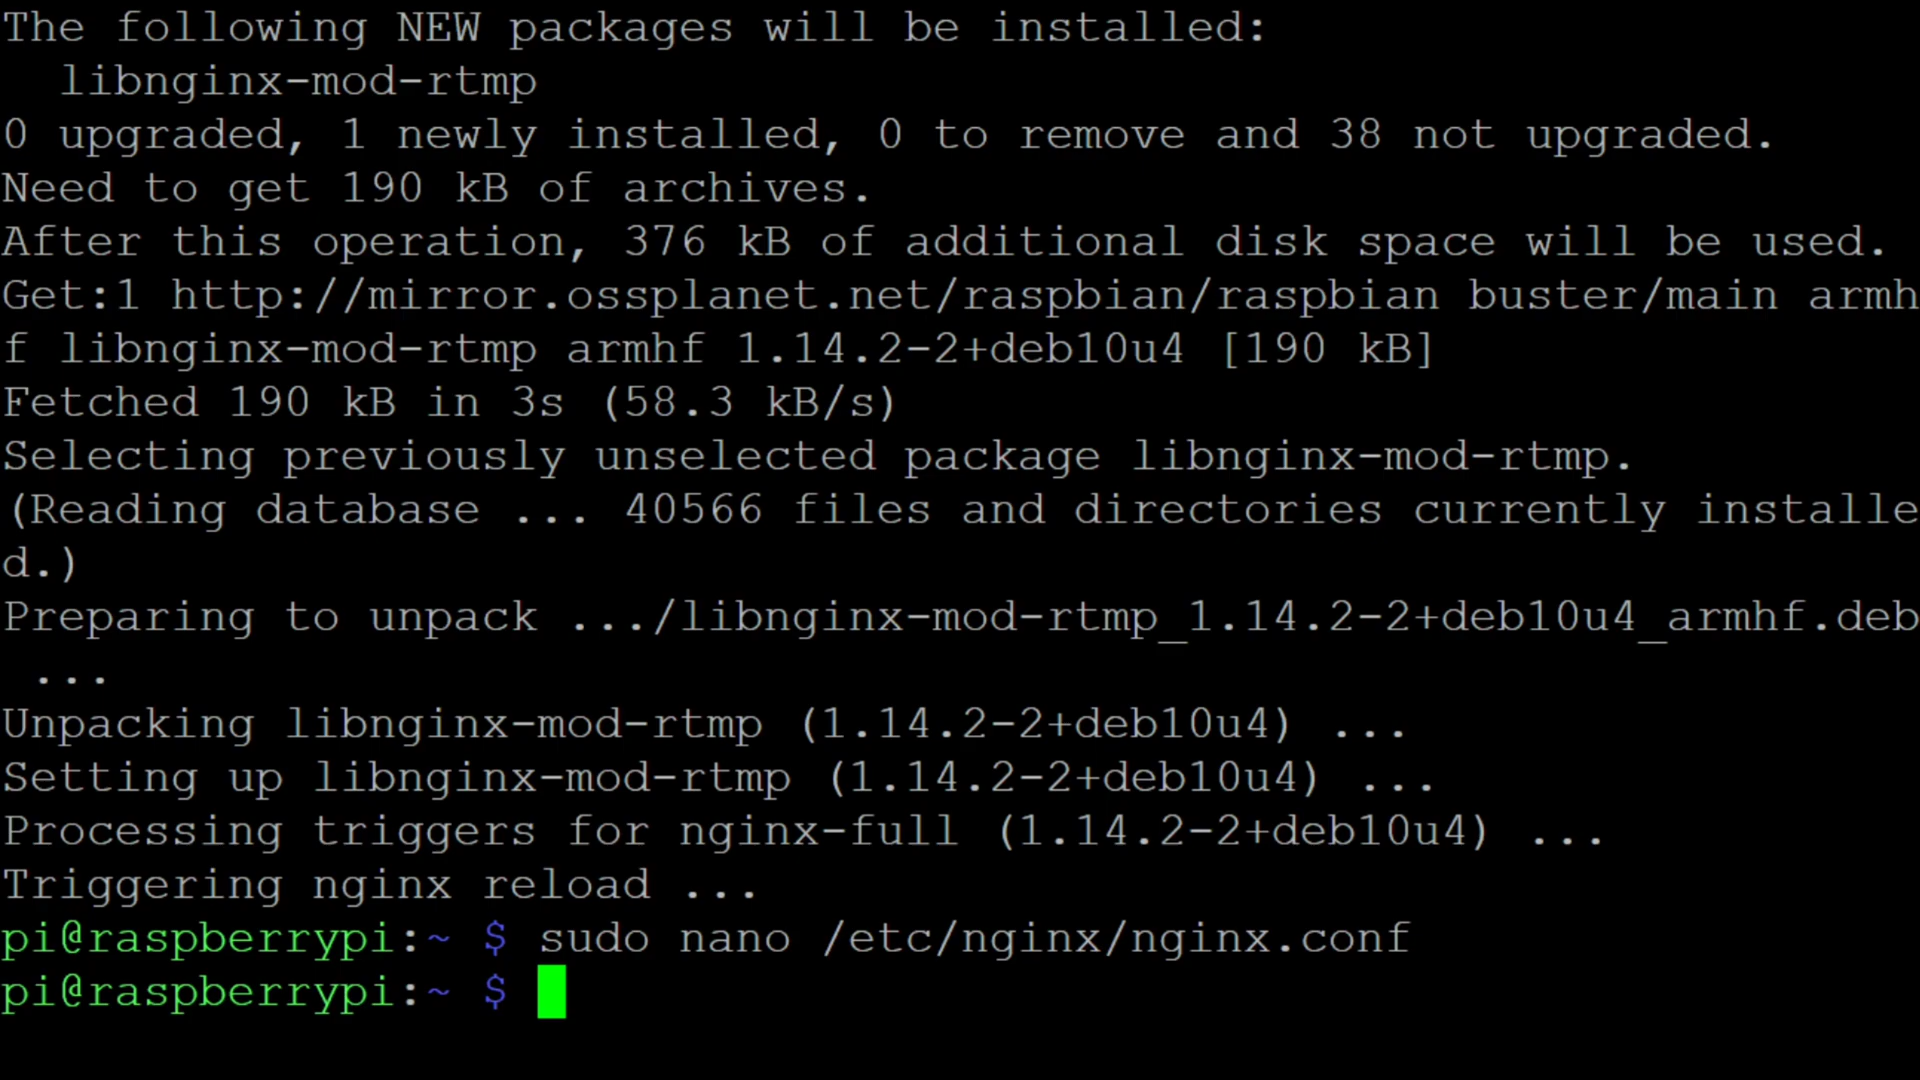 The following NEW packages will be installed:
  libnginx-mod-rtmp
0 upgraded, 1 newly installed, 0 to remove and 38 not upgraded.
Need to get 190 kB of archives.
After this operation, 376 kB of additional disk space will be used.
Get:1 http://mirror.ossplanet.net/raspbian/raspbian buster/main armh
f libnginx-mod-rtmp armhf 1.14.2-2+deb10u4 [190 kB]
Fetched 190 kB in 3s (58.3 kB/s)
Selecting previously unselected package libnginx-mod-rtmp.
(Reading database ... 40566 files and directories currently installe
d.)
Preparing to unpack .../libnginx-mod-rtmp_1.14.2-2+deb10u4_armhf.deb
 ...
Unpacking libnginx-mod-rtmp (1.14.2-2+deb10u4) ...
Setting up libnginx-mod-rtmp (1.14.2-2+deb10u4) ...
Processing triggers for nginx-full (1.14.2-2+deb10u4) ...
Triggering nginx reload ...
pi@raspberrypi:~ $ sudo nano /etc/nginx/nginx.conf
pi@raspberrypi:~ $